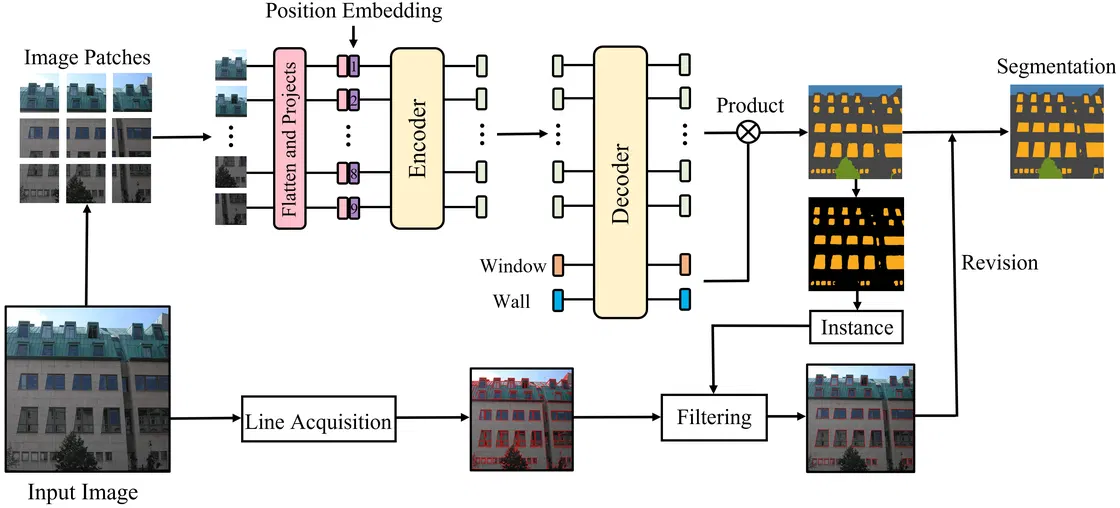 Position Embedding
Image Patches
Flatten and Projects
1
2
8
9
Encoder
Decoder
Window
Wall
Product
Segmentation
Revision
Instance
Line Acquisition
Filtering
Input Image